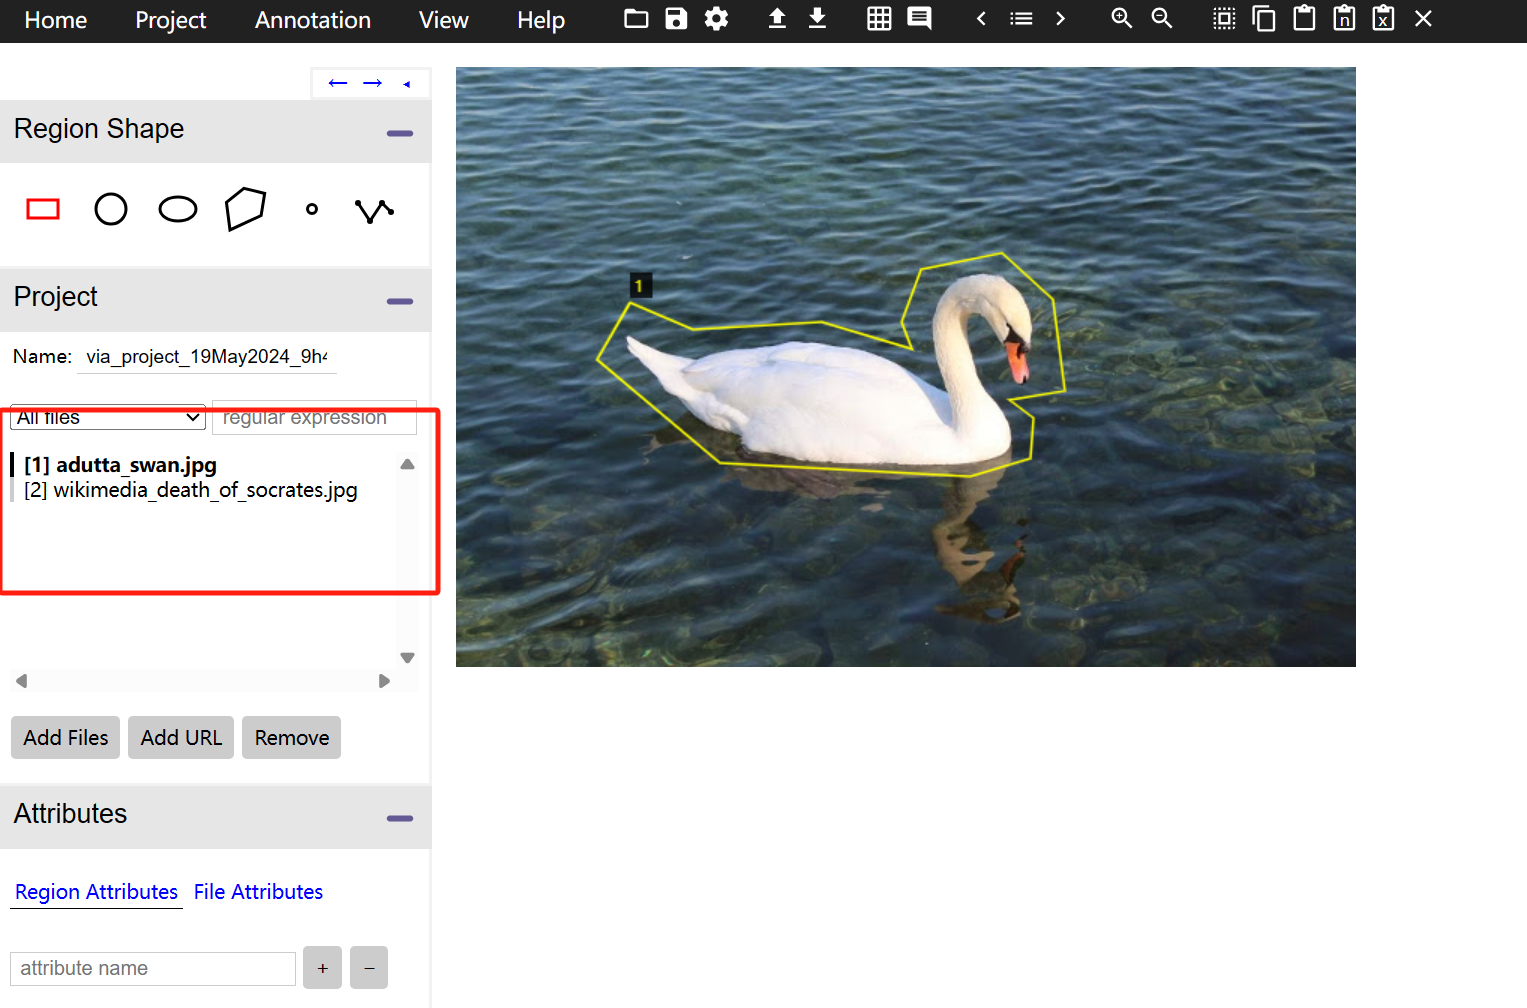 Home Project Annotation View Help
Region Shape
Project
Name: via_project_19May2024_9h
All files regular expression
[1] adutta_swan.jpg
[2] wikimedia_death_of_socrates.jpg
Add Files Add URL Remove
Attributes
Region Attributes File Attributes
attribute name + −
1
n
x